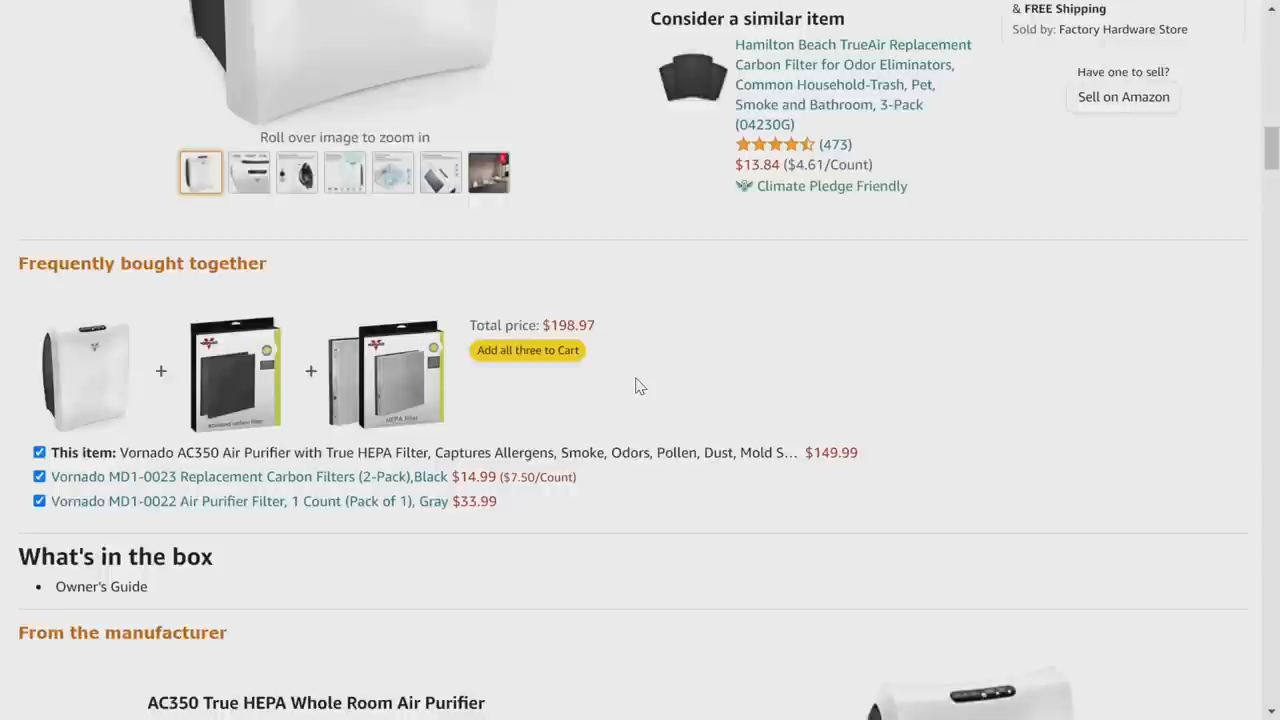 & FREE Shipping
Consider a similar item
Sold by: Factory Hardware Store
Hamilton Beach TrueAir Replacement
Carbon Filter for Odor Eliminators,
Common Household-Trash, Pet,
Smoke and Bathroom, 3-Pack
(04230G)
(473)
$13.84 ($4.61/Count)
Climate Pledge Friendly
Have one to sell?
Sell on Amazon
Roll over image to zoom in
Frequently bought together
+
+
HEPA filter
Total price: $198.97
Add all three to Cart
This item: Vornado AC350 Air Purifier with True HEPA Filter, Captures Allergens, Smoke, Odors, Pollen, Dust, Mold S... $149.99
Vornado MD1-0023 Replacement Carbon Filters (2-Pack),Black $14.99 ($7.50/Count)
Vornado MD1-0022 Air Purifier Filter, 1 Count (Pack of 1), Gray $33.99
What's in the box
• Owner's Guide
From the manufacturer
AC350 True HEPA Whole Room Air Purifier